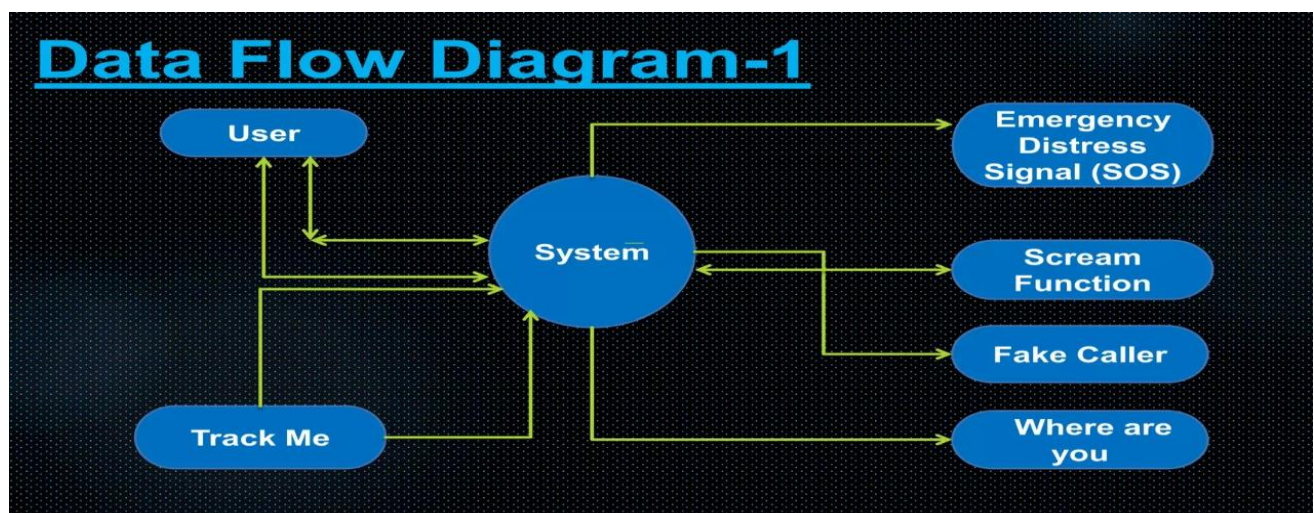 Data Flow Diagram-1
User
Emergency
Distress
Signal (SOS)
System
Scream
Function
Fake Caller
Track Me
Where are
you